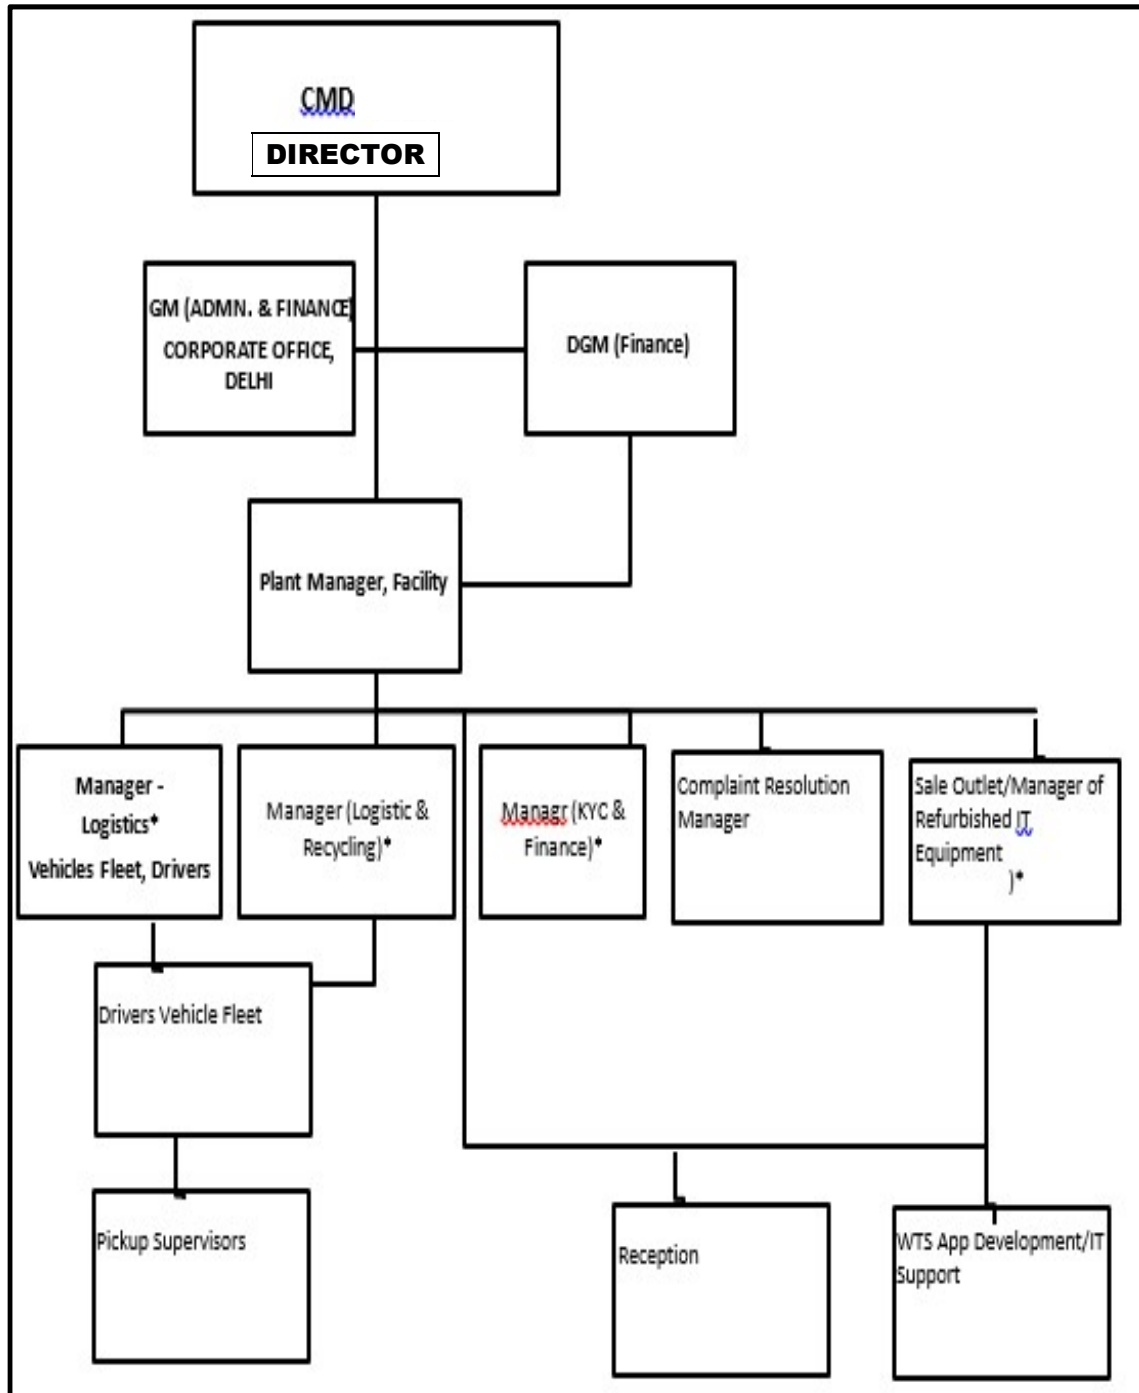 CMD
DIRECTOR
GM (ADMN. & FINANCE)
CORPORATE OFFICE,
DELHI
DGM (Finance)
Plant Manager, Facility
Manager -
Logistics*
Vehicles Fleet, Drivers
Manager (Logistic &
Recycling)*
Managr (KYC &
Finance)*
Complaint Resolution
Manager
Sale Outlet/Manager of
Refurbished IT
Equipment
)*
Drivers Vehicle Fleet
Pickup Supervisors
Reception
WTS App Development/IT
Support